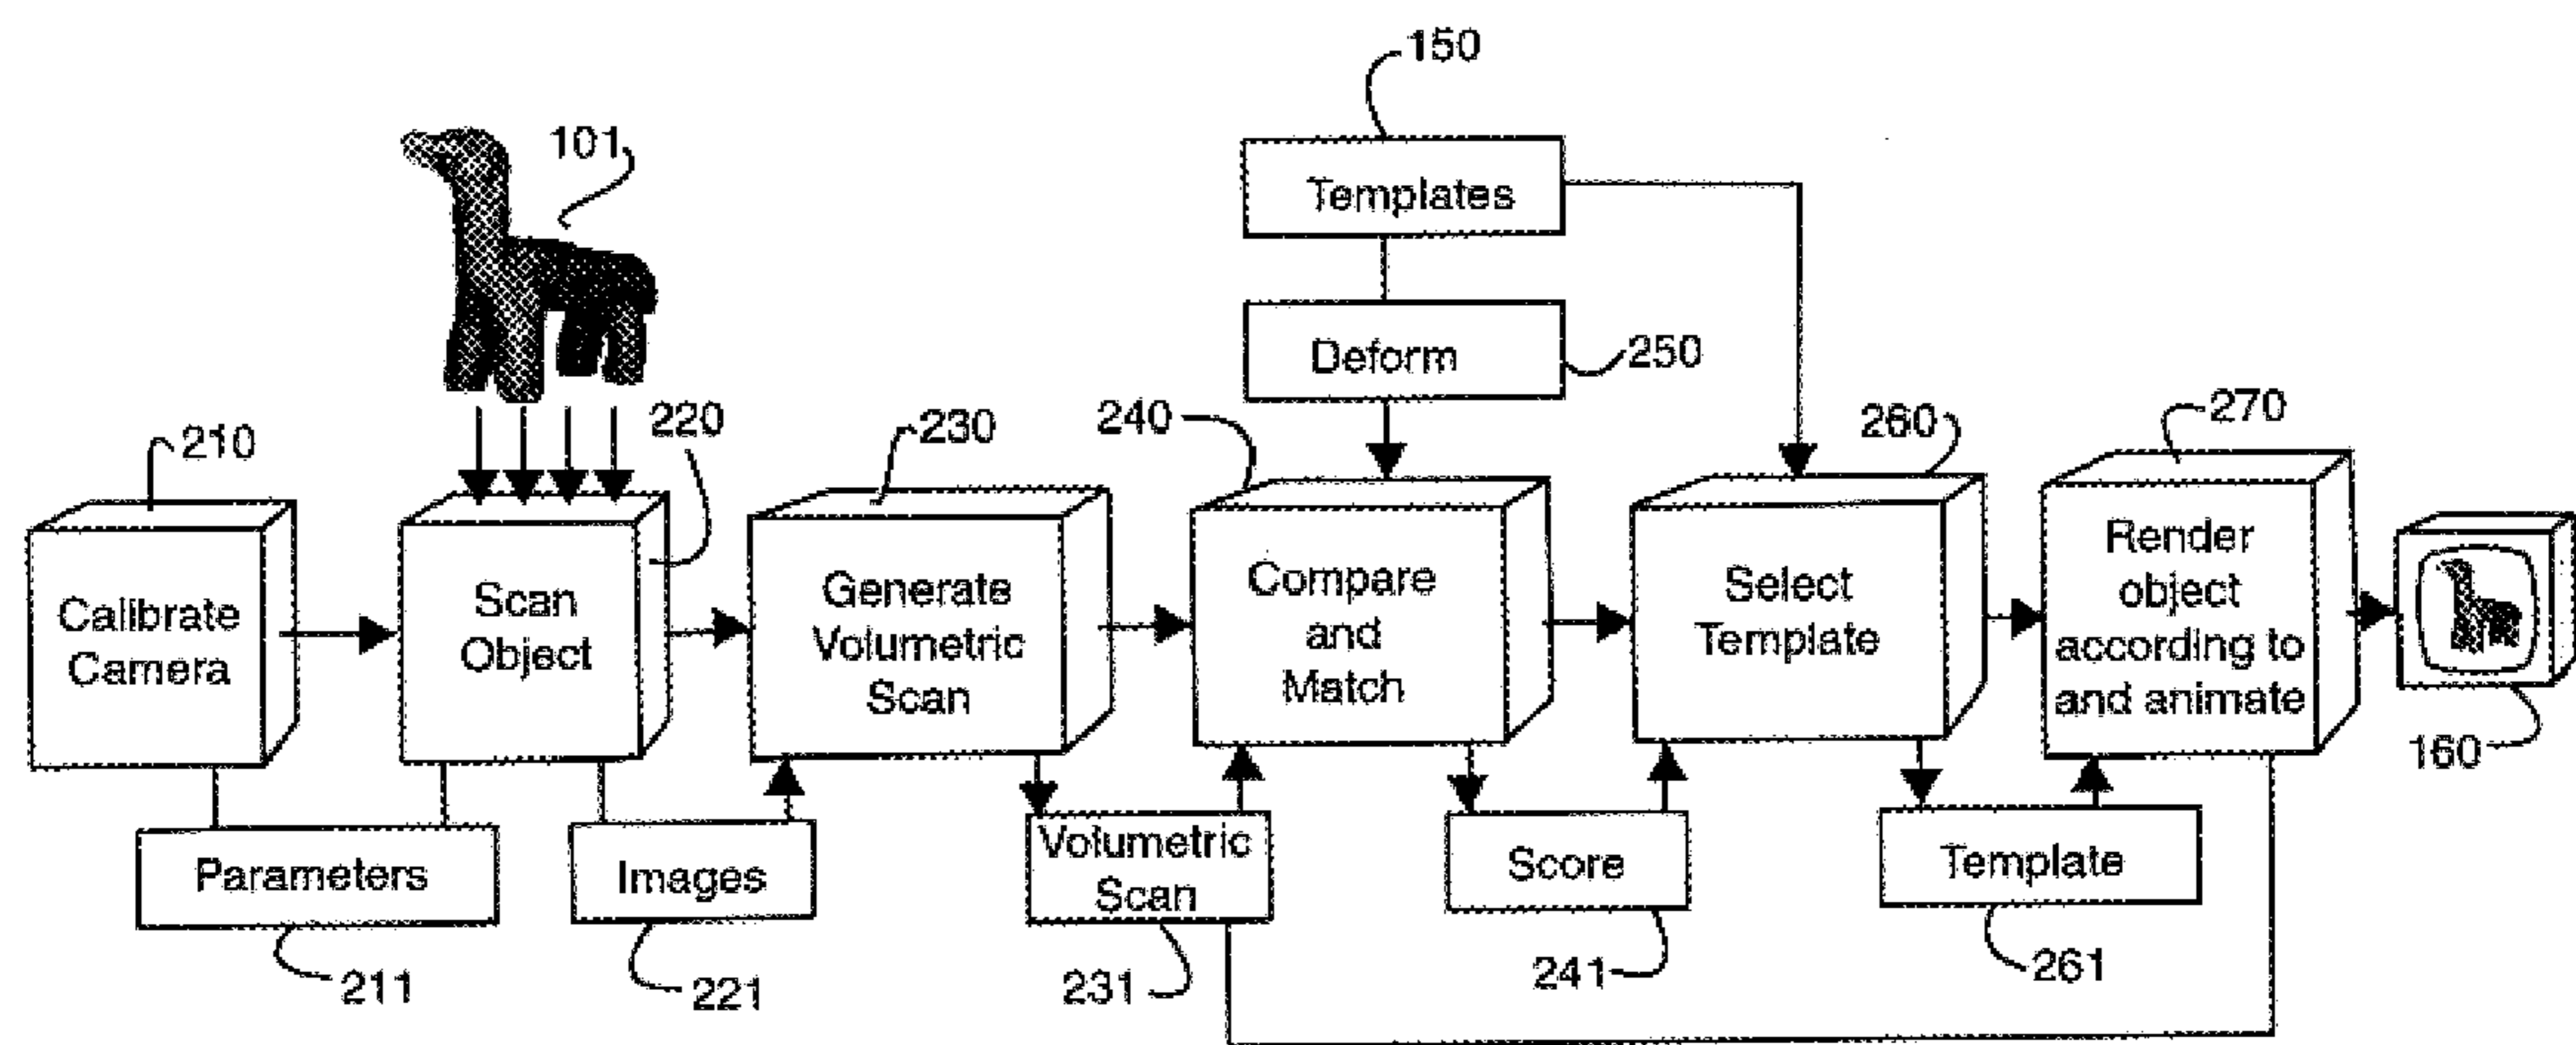 150
Templates
101
Deform
250
210
220
230
240
260
270
Calibrate
Camera
Scan
Object
Generate
Volumetric
Scan
Compare
and
Match
Select
Template
Render
object
according to
and animate
160
Parameters
Images
Volumetric
Scan
Score
Template
211
221
231
241
261